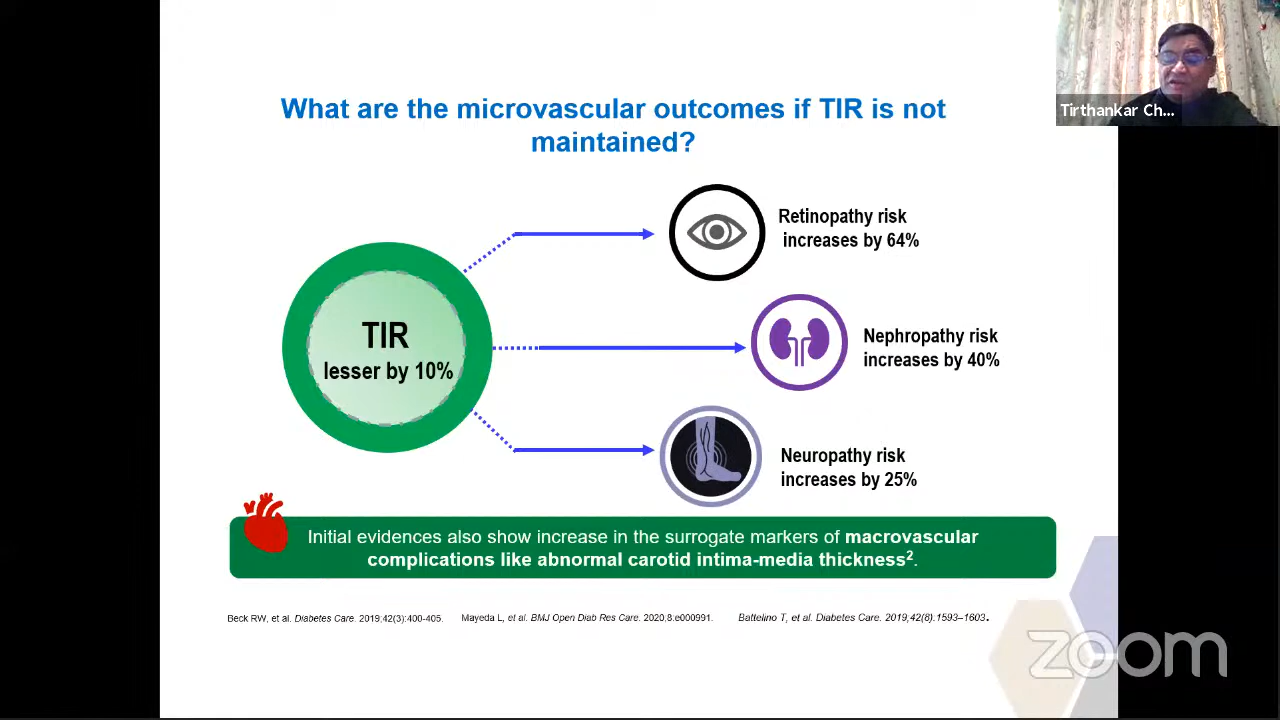 What are the microvascular outcomes if TIR is not
maintained?
Tirthankar Ch...
Retinopathy risk
increases by 64%
TIR
lesser by 10%
Nephropathy risk
increases by 40%
Neuropathy risk
increases by 25%
Initial evidences also show increase in the surrogate markers of macrovascular
complications like abnormal carotid intima-media thickness².
Beck RW, et al. Diabetes Care. 2019;42(3):400-405. Mayeda L, et al. BMJ Open Diab Res Care. 2020;8:e000991. Battelino T, et al. Diabetes Care. 2019;42(8):1593–1603.
zoom